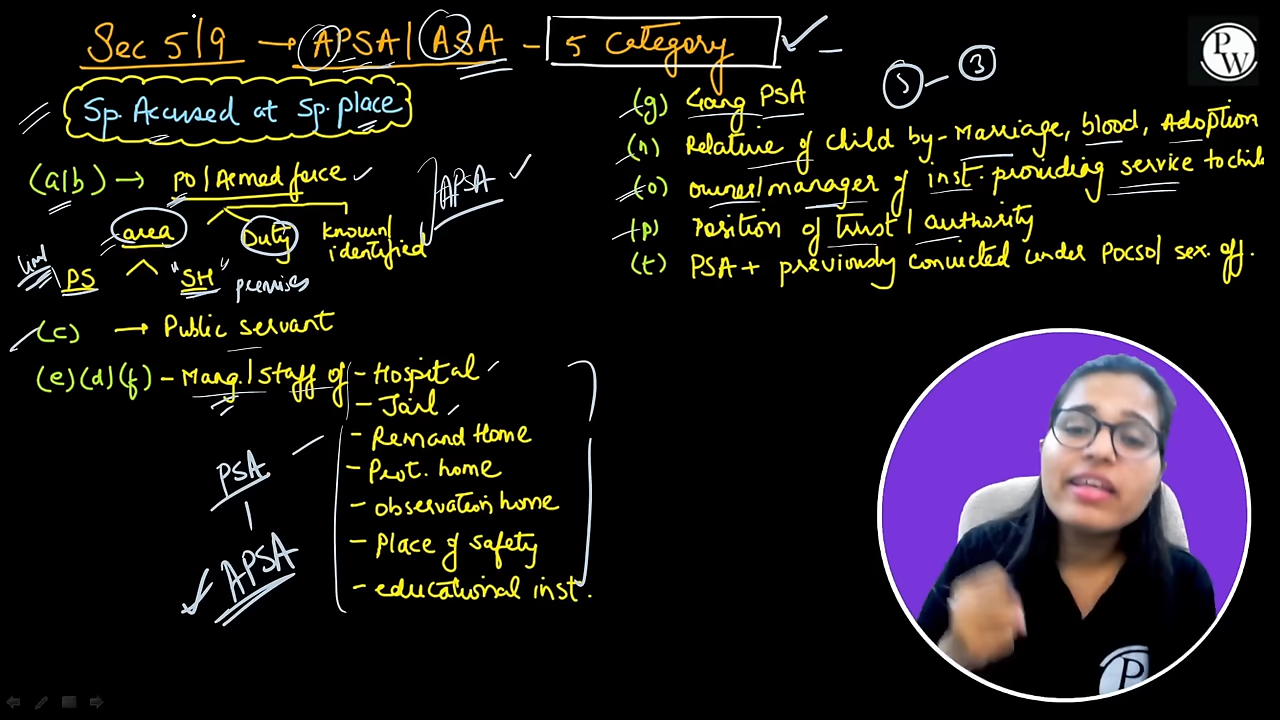 Sec 5/9 → APSA/ASA - 5 Category
Sp. Accused at Sp. place
(a/b) → PO/Armed force
APSA
area Duty known/
identified
PS "SH" premises
(c) → Public servant
(e)(d)(f) - Mang./Staff of - Hospital
- Jail
- Remand Home
- Prot. home
- observation home
- Place of safety
- educational inst.
PSA
APSA
5 - 3
(g) Gang PSA
(n) Relative of child by - Marriage, blood, Adoption
(o) owner/manager of inst. providing service to chil
(p) Position of trust/authority
(t) PSA + previously convicted under Pocso/sex. off.
PW
P